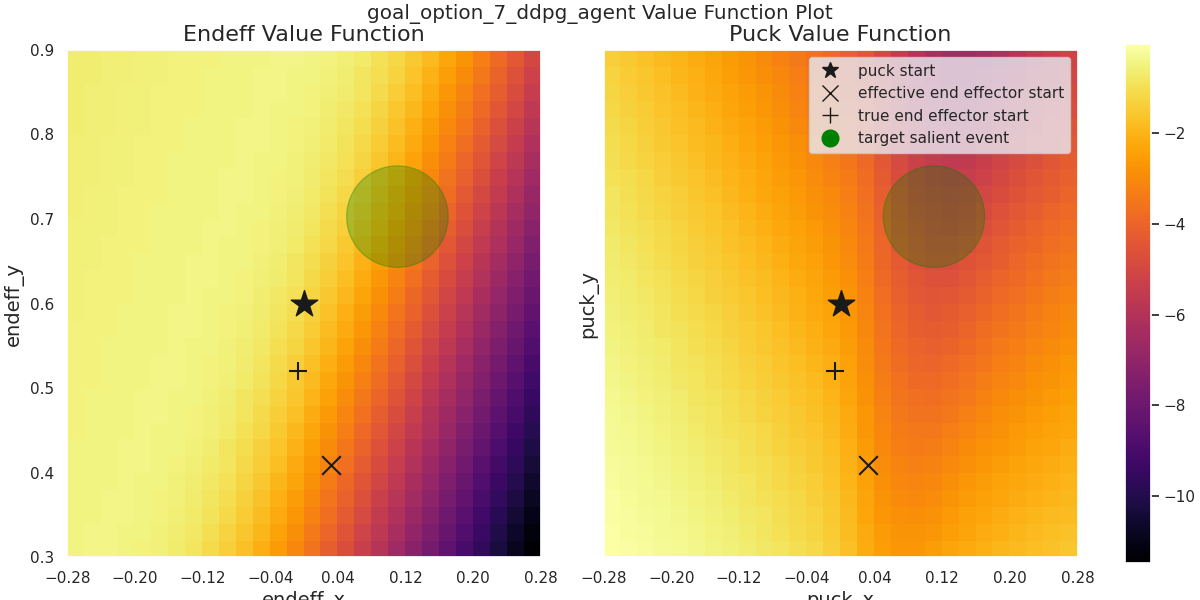 goal_option_7_ddpg_agent Value Function Plot
Endeff Value Function
Puck Value Function
0.9
0.8
0.7
0.6
0.5
0.4
0.3
endeff_y
−0.28 −0.20 −0.12 −0.04 0.04 0.12 0.20 0.28
endeff_x
puck start
effective end effector start
true end effector start
target salient event
puck_y
−0.28 −0.20 −0.12 −0.04 0.04 0.12 0.20 0.28
puck_x
−2
−4
−6
−8
−10